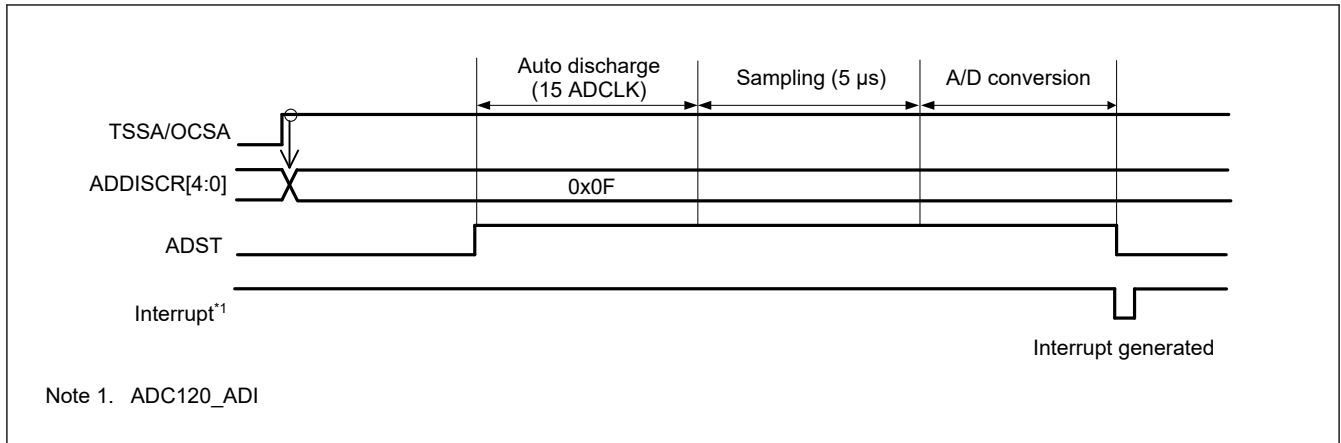 Auto discharge
(15 ADCLK)
Sampling (5 µs)
A/D conversion
TSSA/OCSA
ADDISCR[4:0]
0x0F
ADST
Interrupt*1
Interrupt generated
Note 1. ADC120_ADI